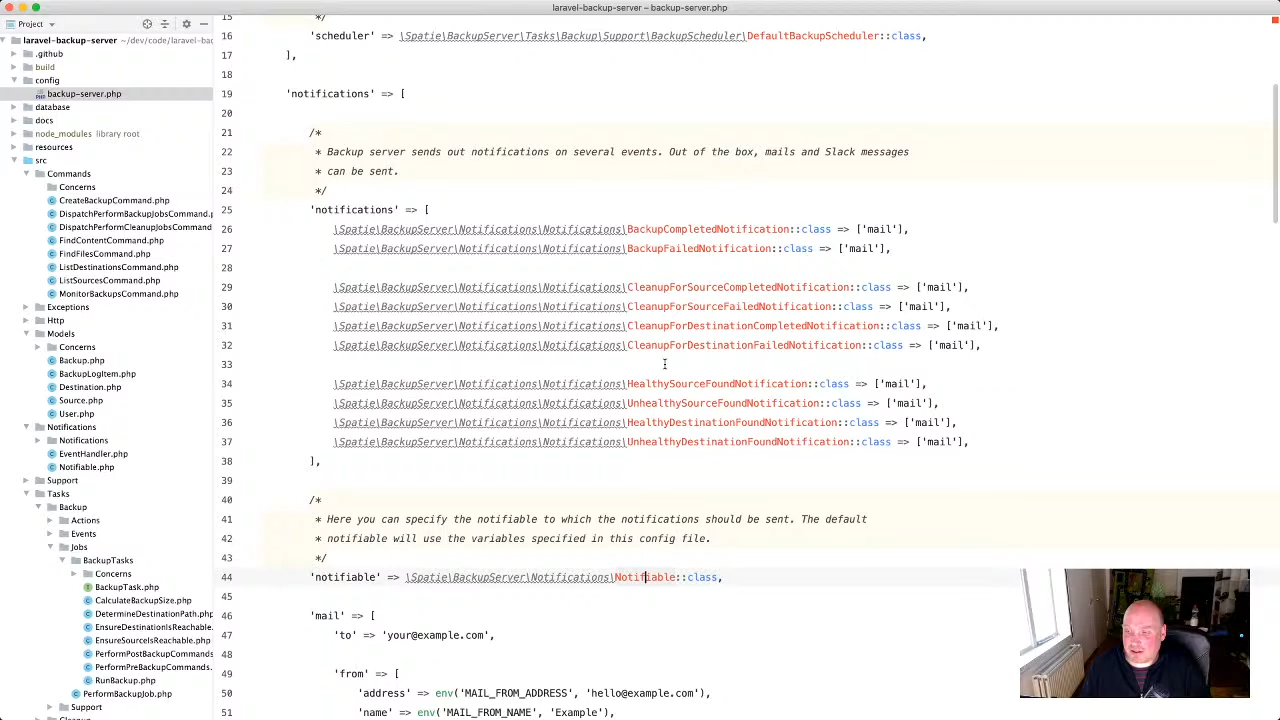 laravel-backup-server – backup-server.php
Project
laravel-backup-server ~/dev/code/laravel-bac
.github
build
config
backup-server.php
database
docs
node_modules library root
resources
src
Commands
Concerns
CreateBackupCommand.php
DispatchPerformBackupJobsCommand.p
DispatchPerformCleanupJobsCommand
FindContentCommand.php
FindFilesCommand.php
ListDestinationsCommand.php
ListSourcesCommand.php
MonitorBackupsCommand.php
Exceptions
Http
Models
Concerns
Backup.php
BackupLogItem.php
Destination.php
Source.php
User.php
Notifications
Notifications
EventHandler.php
Notifiable.php
Support
Tasks
Backup
Actions
Events
Jobs
BackupTasks
Concerns
BackupTask.php
CalculateBackupSize.php
DetermineDestinationPath.php
EnsureDestinationIsReachable.
EnsureSourceIsReachable.php
PerformPostBackupCommands
PerformPreBackupCommands.
RunBackup.php
PerformBackupJob.php
Support
15 */
16 'scheduler' => \Spatie\BackupServer\Tasks\Backup\Support\BackupScheduler\DefaultBackupScheduler::class,
17 ],
18
19 'notifications' => [
20
21 /*
22 * Backup server sends out notifications on several events. Out of the box, mails and Slack messages
23 * can be sent.
24 */
25 'notifications' => [
26 \Spatie\BackupServer\Notifications\Notifications\BackupCompletedNotification::class => ['mail'],
27 \Spatie\BackupServer\Notifications\Notifications\BackupFailedNotification::class => ['mail'],
28
29 \Spatie\BackupServer\Notifications\Notifications\CleanupForSourceCompletedNotification::class => ['mail'],
30 \Spatie\BackupServer\Notifications\Notifications\CleanupForSourceFailedNotification::class => ['mail'],
31 \Spatie\BackupServer\Notifications\Notifications\CleanupForDestinationCompletedNotification::class => ['mail'],
32 \Spatie\BackupServer\Notifications\Notifications\CleanupForDestinationFailedNotification::class => ['mail'],
33
34 \Spatie\BackupServer\Notifications\Notifications\HealthySourceFoundNotification::class => ['mail'],
35 \Spatie\BackupServer\Notifications\Notifications\UnhealthySourceFoundNotification::class => ['mail'],
36 \Spatie\BackupServer\Notifications\Notifications\HealthyDestinationFoundNotification::class => ['mail'],
37 \Spatie\BackupServer\Notifications\Notifications\UnhealthyDestinationFoundNotification::class => ['mail'],
38 ],
39
40 /*
41 * Here you can specify the notifiable to which the notifications should be sent. The default
42 * notifiable will use the variables specified in this config file.
43 */
44 'notifiable' => \Spatie\BackupServer\Notifications\Notifiable::class,
45
46 'mail' => [
47 'to' => 'your@example.com',
48
49 'from' => [
50 'address' => env('MAIL_FROM_ADDRESS', 'hello@example.com'),
51 'name' => env('MAIL_FROM_NAME', 'Example'),